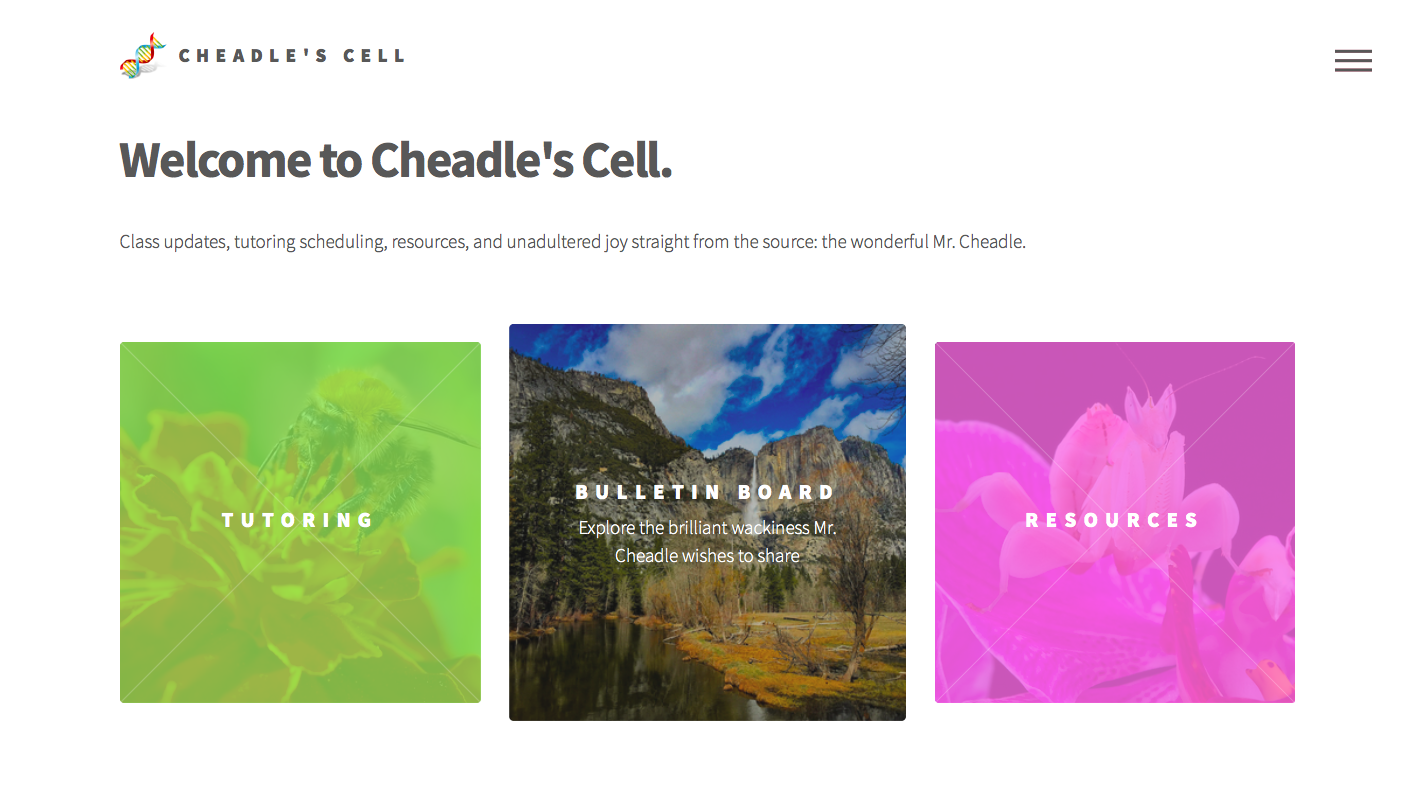 CHEADLE'S CELL
Welcome to Cheadle's Cell.
Class updates, tutoring scheduling, resources, and unadultered joy straight from the source: the wonderful Mr. Cheadle.
TUTORING
BULLETIN BOARD
Explore the brilliant wackiness Mr.
Cheadle wishes to share
RESOURCES